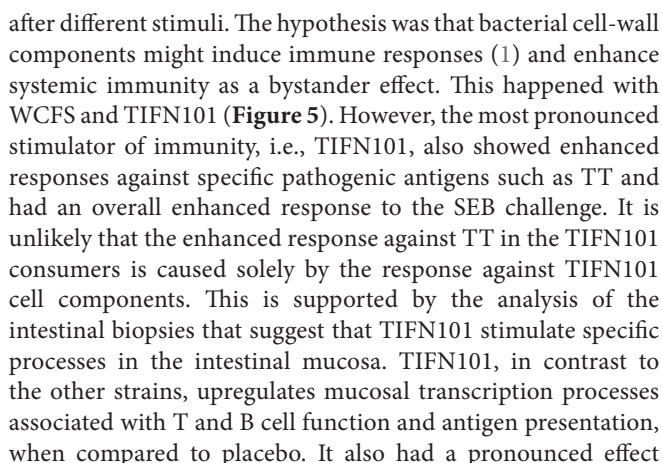 after different stimuli. The hypothesis was that bacterial cell-wall
components might induce immune responses (1) and enhance
systemic immunity as a bystander effect. This happened with
WCFS and TIFN101 (Figure 5). However, the most pronounced
stimulator of immunity, i.e., TIFN101, also showed enhanced
responses against specific pathogenic antigens such as TT and
had an overall enhanced response to the SEB challenge. It is
unlikely that the enhanced response against TT in the TIFN101
consumers is caused solely by the response against TIFN101
cell components. This is supported by the analysis of the
intestinal biopsies that suggest that TIFN101 stimulate specific
processes in the intestinal mucosa. TIFN101, in contrast to
the other strains, upregulates mucosal transcription processes
associated with T and B cell function and antigen presentation,
when compared to placebo. It also had a pronounced effect